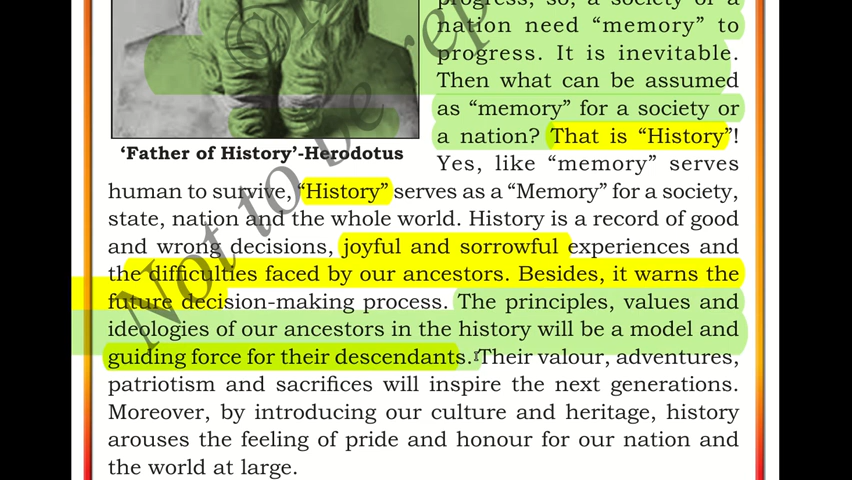 progress, so, a society or a
nation need “memory” to
progress. It is inevitable.
Then what can be assumed
as “memory” for a society or
a nation? That is “History”!
‘Father of History’-Herodotus
Yes, like “memory” serves
human to survive, “History” serves as a “Memory” for a society,
state, nation and the whole world. History is a record of good
and wrong decisions, joyful and sorrowful experiences and
the difficulties faced by our ancestors. Besides, it warns the
future decision-making process. The principles, values and
ideologies of our ancestors in the history will be a model and
guiding force for their descendants. Their valour, adventures,
patriotism and sacrifices will inspire the next generations.
Moreover, by introducing our culture and heritage, history
arouses the feeling of pride and honour for our nation and
the world at large.
Not to be rep